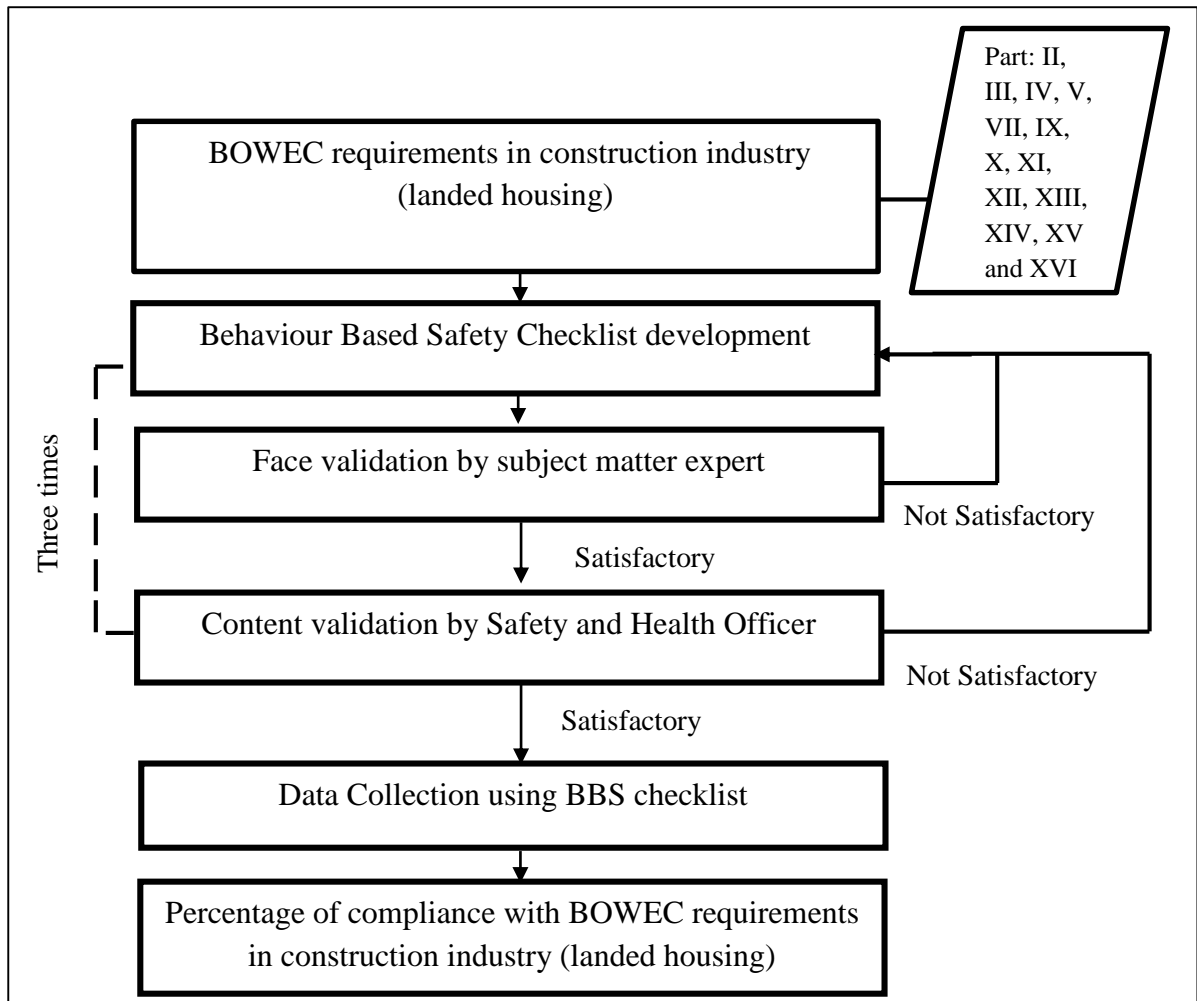 Part: II,
III, IV, V,
VII, IX,
X, XI,
XII, XIII,
XIV, XV
and XVI
BOWEC requirements in construction industry
(landed housing)
Behaviour Based Safety Checklist development
Face validation by subject matter expert
Not Satisfactory
Three times
Satisfactory
Content validation by Safety and Health Officer
Not Satisfactory
Satisfactory
Data Collection using BBS checklist
Percentage of compliance with BOWEC requirements
in construction industry (landed housing)